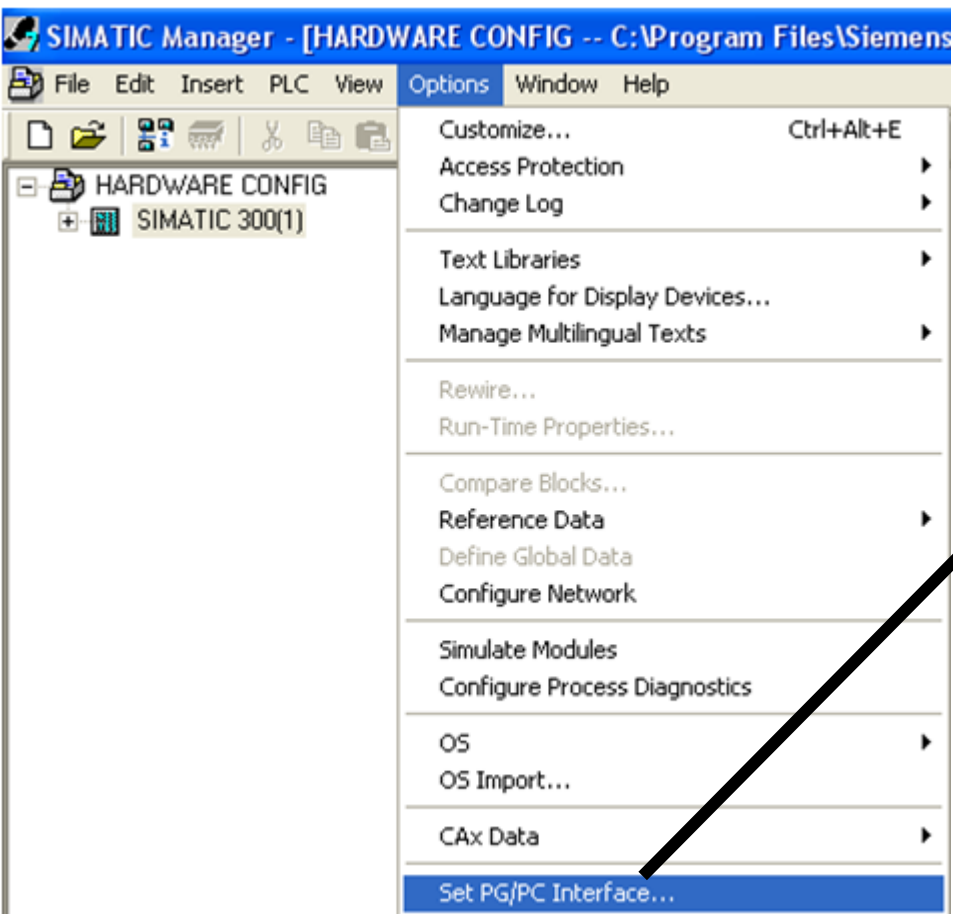 SIMATIC Manager - [HARDWARE CONFIG -- C:\Program Files\Siemens
File Edit Insert PLC View Options Window Help
Customize... Ctrl+Alt+E
Access Protection
HARDWARE CONFIG
Change Log
SIMATIC 300(1)
Text Libraries
Language for Display Devices...
Manage Multilingual Texts
Rewire...
Run-Time Properties...
Compare Blocks...
Reference Data
Define Global Data
Configure Network
Simulate Modules
Configure Process Diagnostics
OS
OS Import...
CAx Data
Set PG/PC Interface...